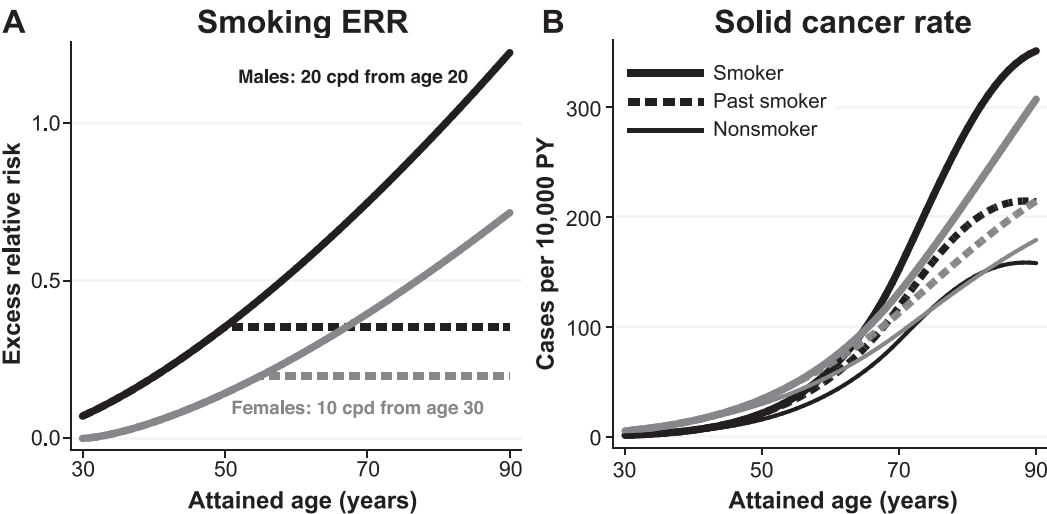 A
Smoking ERR
Males: 20 cpd from age 20
1.0
0.5
0.0
Excess relative risk
Females: 10 cpd from age 30
30
50
70
90
Attained age (years)
B
Solid cancer rate
Smoker
Past smoker
Nonsmoker
300
200
100
0
Cases per 10,000 PY
30
50
70
90
Attained age (years)